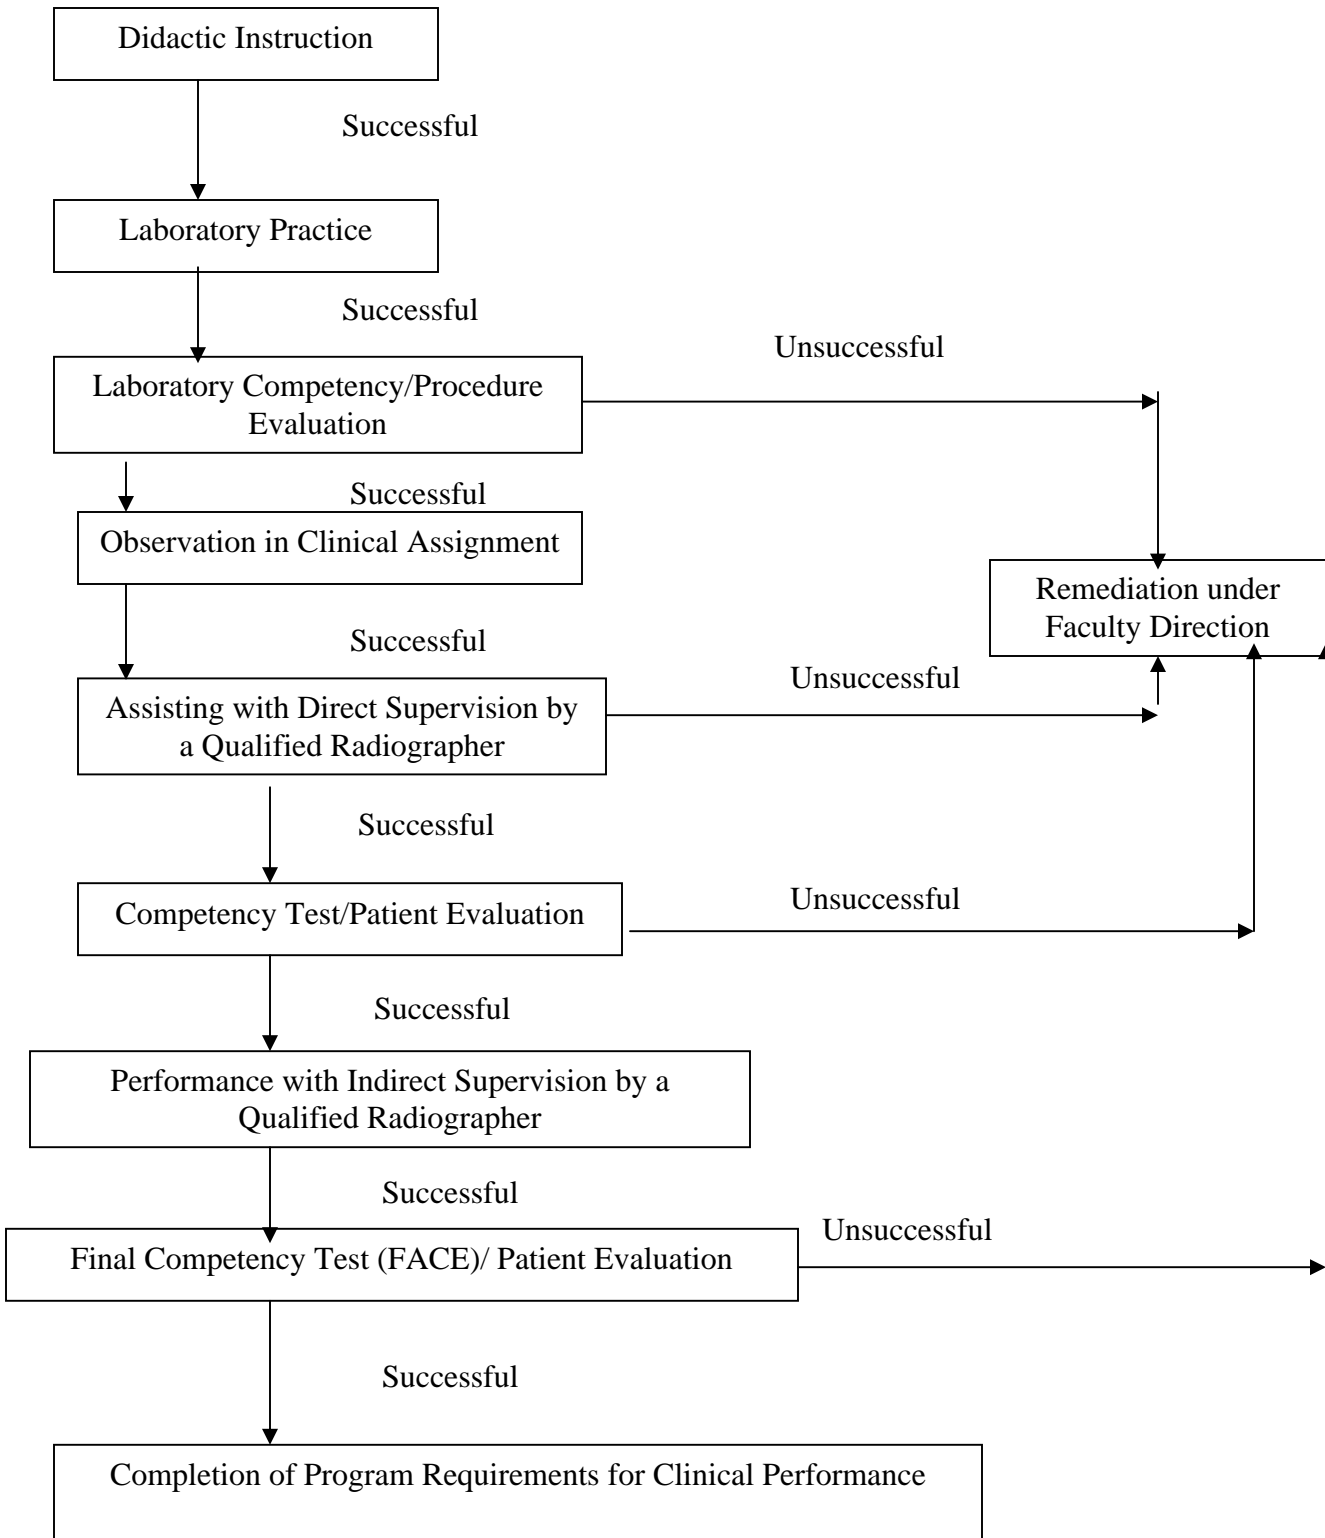 Didactic Instruction
Successful
Laboratory Practice
Successful
Unsuccessful
Laboratory Competency/Procedure
Evaluation
Successful
Observation in Clinical Assignment
Remediation under
Faculty Direction
Successful
Unsuccessful
Assisting with Direct Supervision by
a Qualified Radiographer
Successful
Competency Test/Patient Evaluation
Unsuccessful
Successful
Performance with Indirect Supervision by a
Qualified Radiographer
Successful
Unsuccessful
Final Competency Test (FACE)/ Patient Evaluation
Successful
Completion of Program Requirements for Clinical Performance